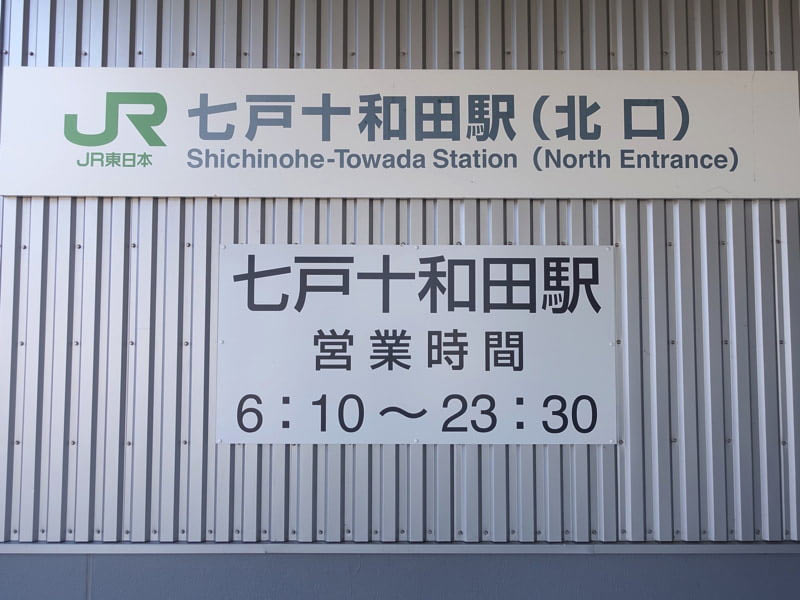 JR 七戸十和田駅（北口）
JR東日本 Shichinohe-Towada Station（North Entrance）
七戸十和田駅
営業時間
6：10～23：30